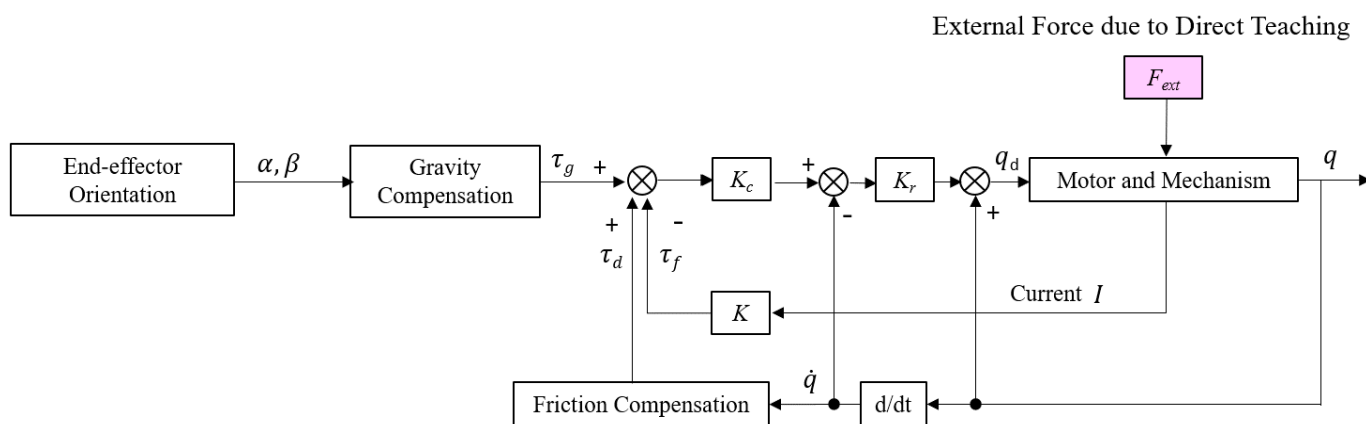 External Force due to Direct Teaching
F_ext
End-effector
Orientation
α, β
Gravity
Compensation
τ_g
+
K_c
+
K_r
q_d
Motor and Mechanism
q
-
+
+
-
τ_d
τ_f
K
Current I
Friction Compensation
q̇
d/dt